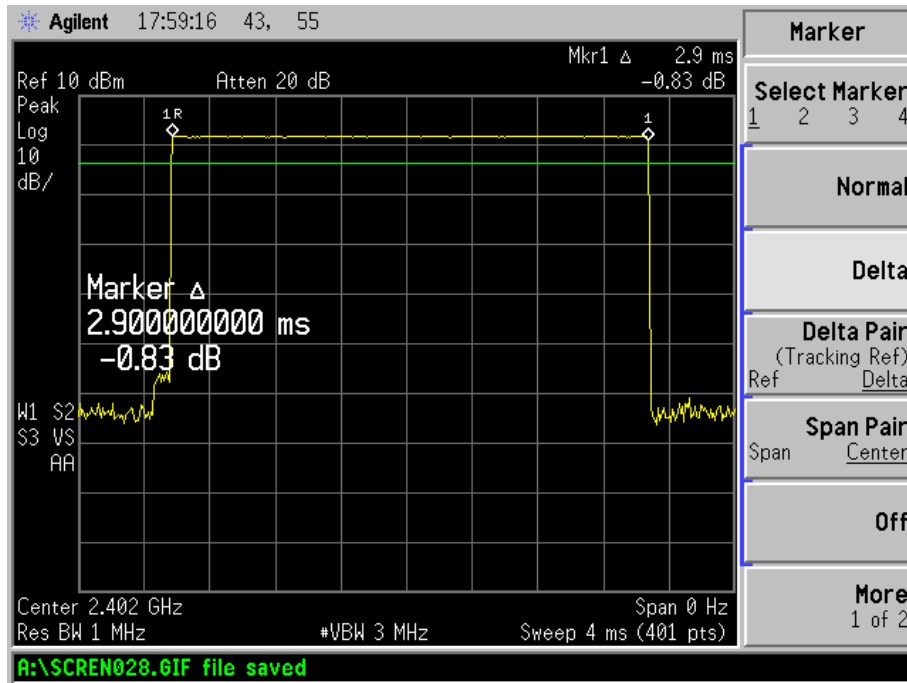 Agilent 17:59:16 43, 55
Mkr1 Δ 2.9 ms
Ref 10 dBm Atten 20 dB -0.83 dB
Peak
Log
10
dB/
1R
1
Marker Δ
2.900000000 ms
-0.83 dB
W1 S2
S3 VS
AA
Center 2.402 GHz Span 0 Hz
Res BW 1 MHz #VBW 3 MHz Sweep 4 ms (401 pts)
A:\SCREN028.GIF file saved
Marker
Select Marker
1 2 3 4
Normal
Delta
Delta Pair
(Tracking Ref)
Ref Delta
Span Pair
Span Center
Off
More
1 of 2